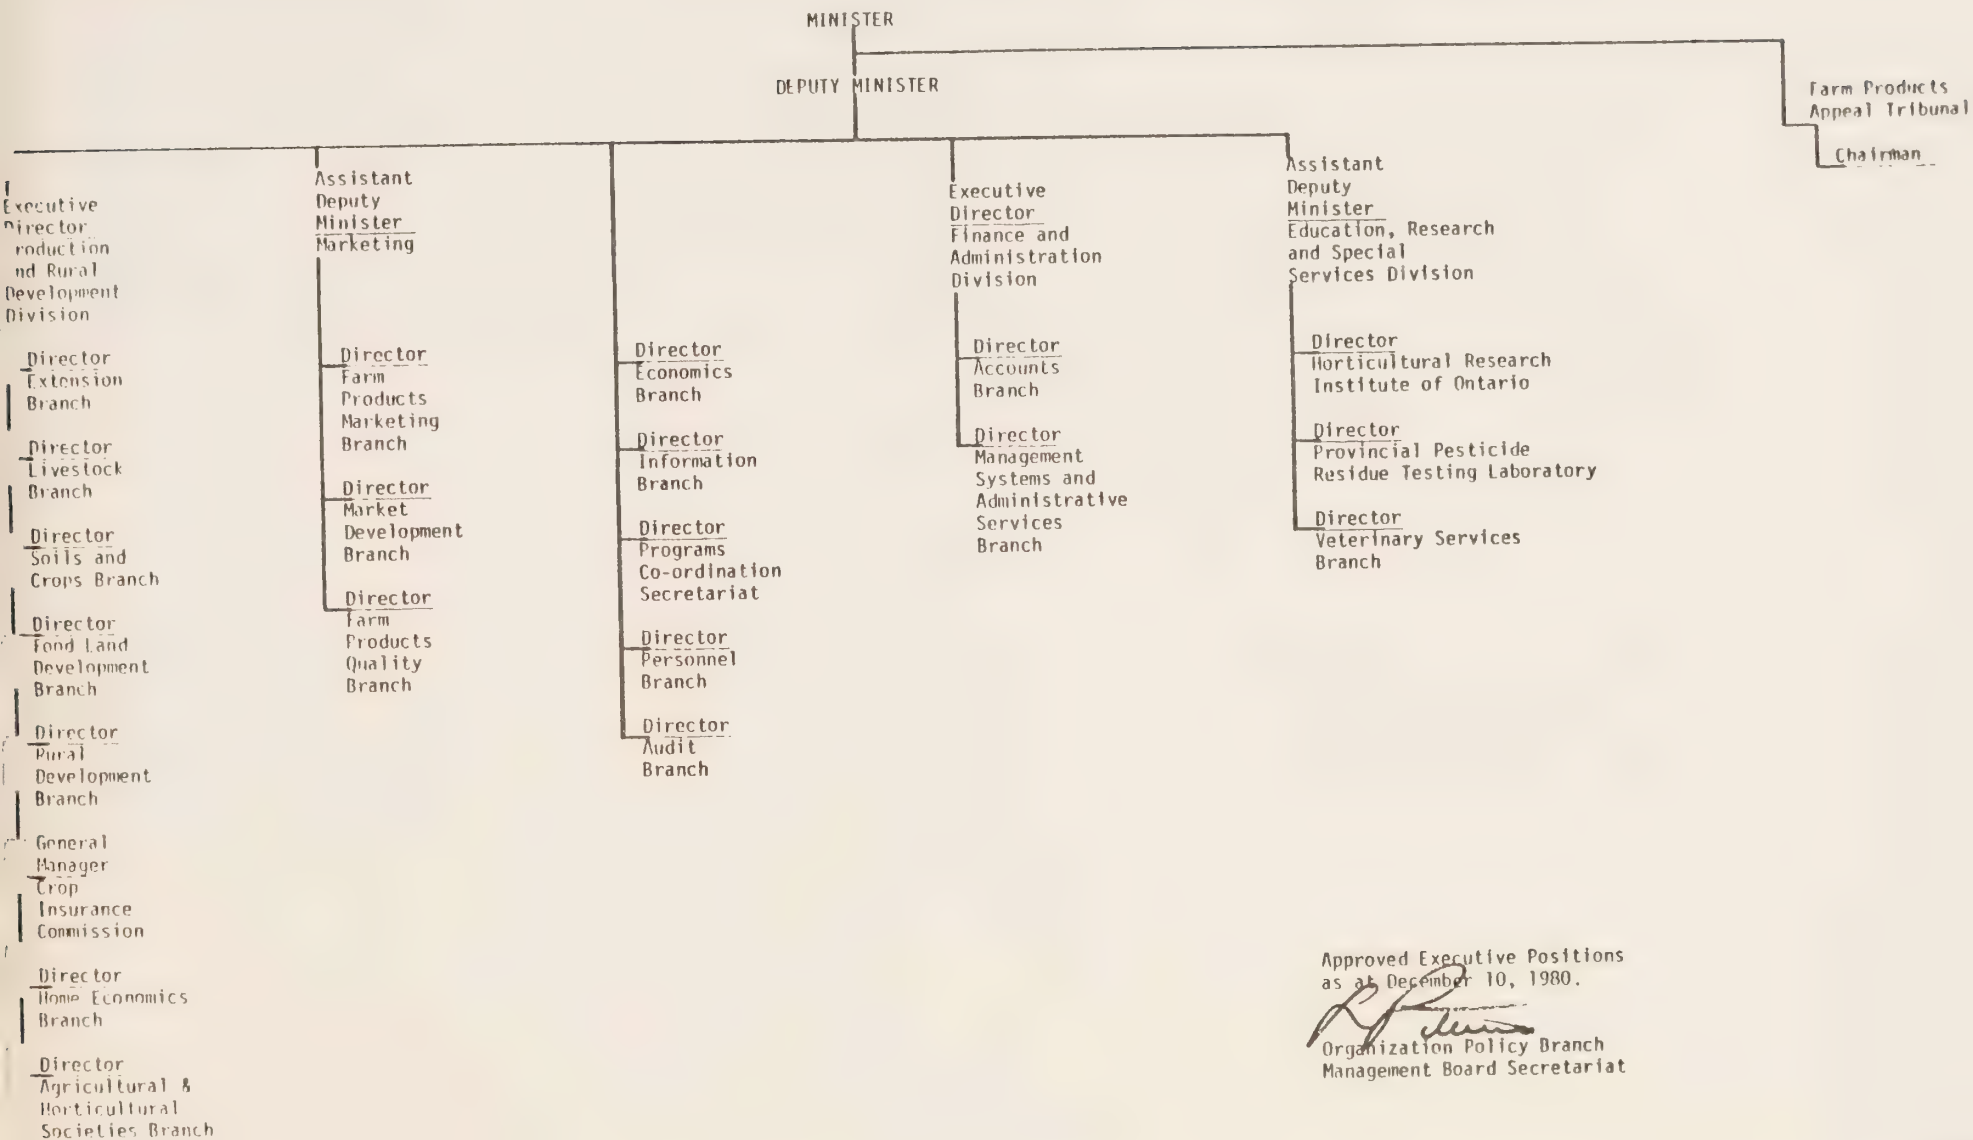 MINISTER
DEPUTY MINISTER
Farm Products
Appeal Tribunal
Chairman
Executive
Director
roduction
nd Rural
Development
Division
Director
Extension
Branch
Director
Livestock
Branch
Director
Soils and
Crops Branch
Director
Food Land
Development
Branch
Director
Rural
Development
Branch
General
Manager
Crop
Insurance
Commission
Director
Home Economics
Branch
Director
Agricultural &
Horticultural
Societies Branch
Assistant
Deputy
Minister
Marketing
Director
Farm
Products
Marketing
Branch
Director
Market
Development
Branch
Director
Farm
Products
Quality
Branch
Director
Economics
Branch
Director
Information
Branch
Director
Programs
Co-ordination
Secretariat
Director
Personnel
Branch
Director
Audit
Branch
Executive
Director
Finance and
Administration
Division
Director
Accounts
Branch
Director
Management
Systems and
Administrative
Services
Branch
Assistant
Deputy
Minister
Education, Research
and Special
Services Division
Director
Horticultural Research
Institute of Ontario
Director
Provincial Pesticide
Residue Testing Laboratory
Director
Veterinary Services
Branch
Approved Executive Positions
as at December 10, 1980.
Organization Policy Branch
Management Board Secretariat